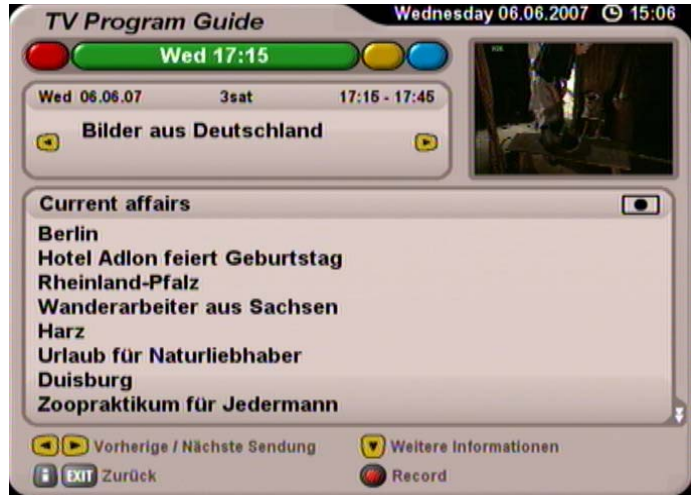 TV Program Guide
Wednesday 06.06.2007 15:06
Wed 17:15
Wed 06.06.07 3sat 17:15 - 17:45
Bilder aus Deutschland
Current affairs
Berlin
Hotel Adlon feiert Geburtstag
Rheinland-Pfalz
Wanderarbeiter aus Sachsen
Harz
Urlaub für Naturliebhaber
Duisburg
Zoopraktikum für Jedermann
Vorherige / Nächste Sendung Weitere Informationen
i EXIT Zurück Record